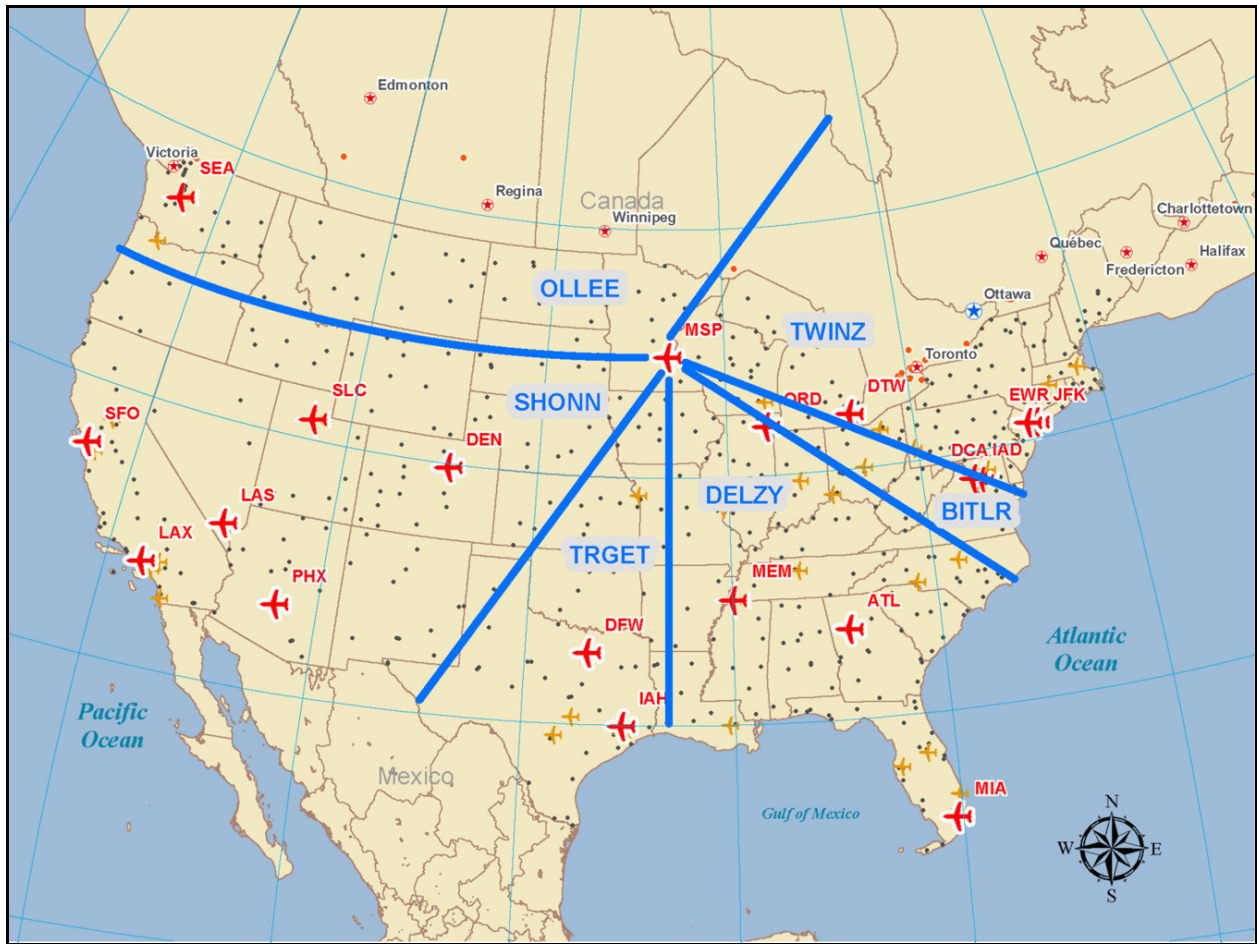 Edmonton
Victoria
SEA
Regina
Canada
Winnipeg
Charlottetown
Québec
Halifax
Fredericton
OLLEE
Ottawa
MSP
TWINZ
Toronto
SLC
SHONN
ORD
DTW
EWR JFK
SFO
DEN
DCA IAD
LAS
DELZY
BITLR
LAX
TRGET
PHX
MEM
ATL
DFW
Atlantic
Ocean
IAH
Pacific
Ocean
Mexico
MIA
Gulf of Mexico
N
W E
S